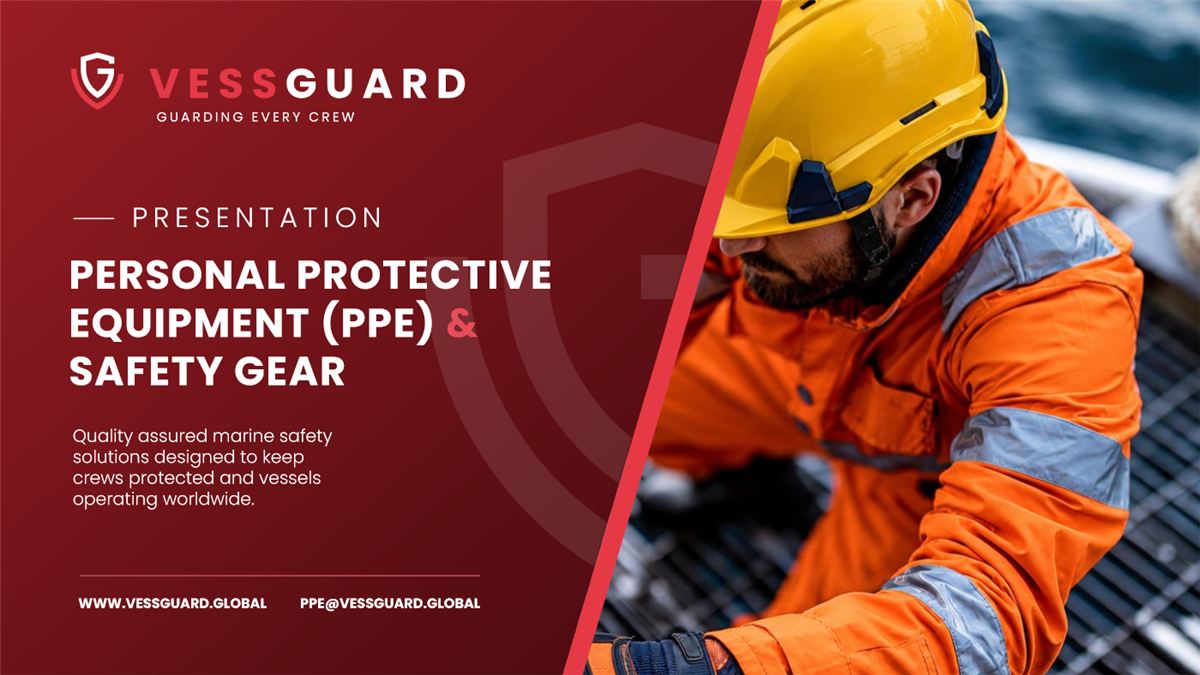 VESSGUARD
GUARDING EVERY CREW
PRESENTATION
PERSONAL PROTECTIVE
EQUIPMENT (PPE) &
SAFETY GEAR
Quality assured marine safety
solutions designed to keep
crews protected and vessels
operating worldwide.
WWW.VESSGUARD.GLOBAL PPE@VESSGUARD.GLOBAL